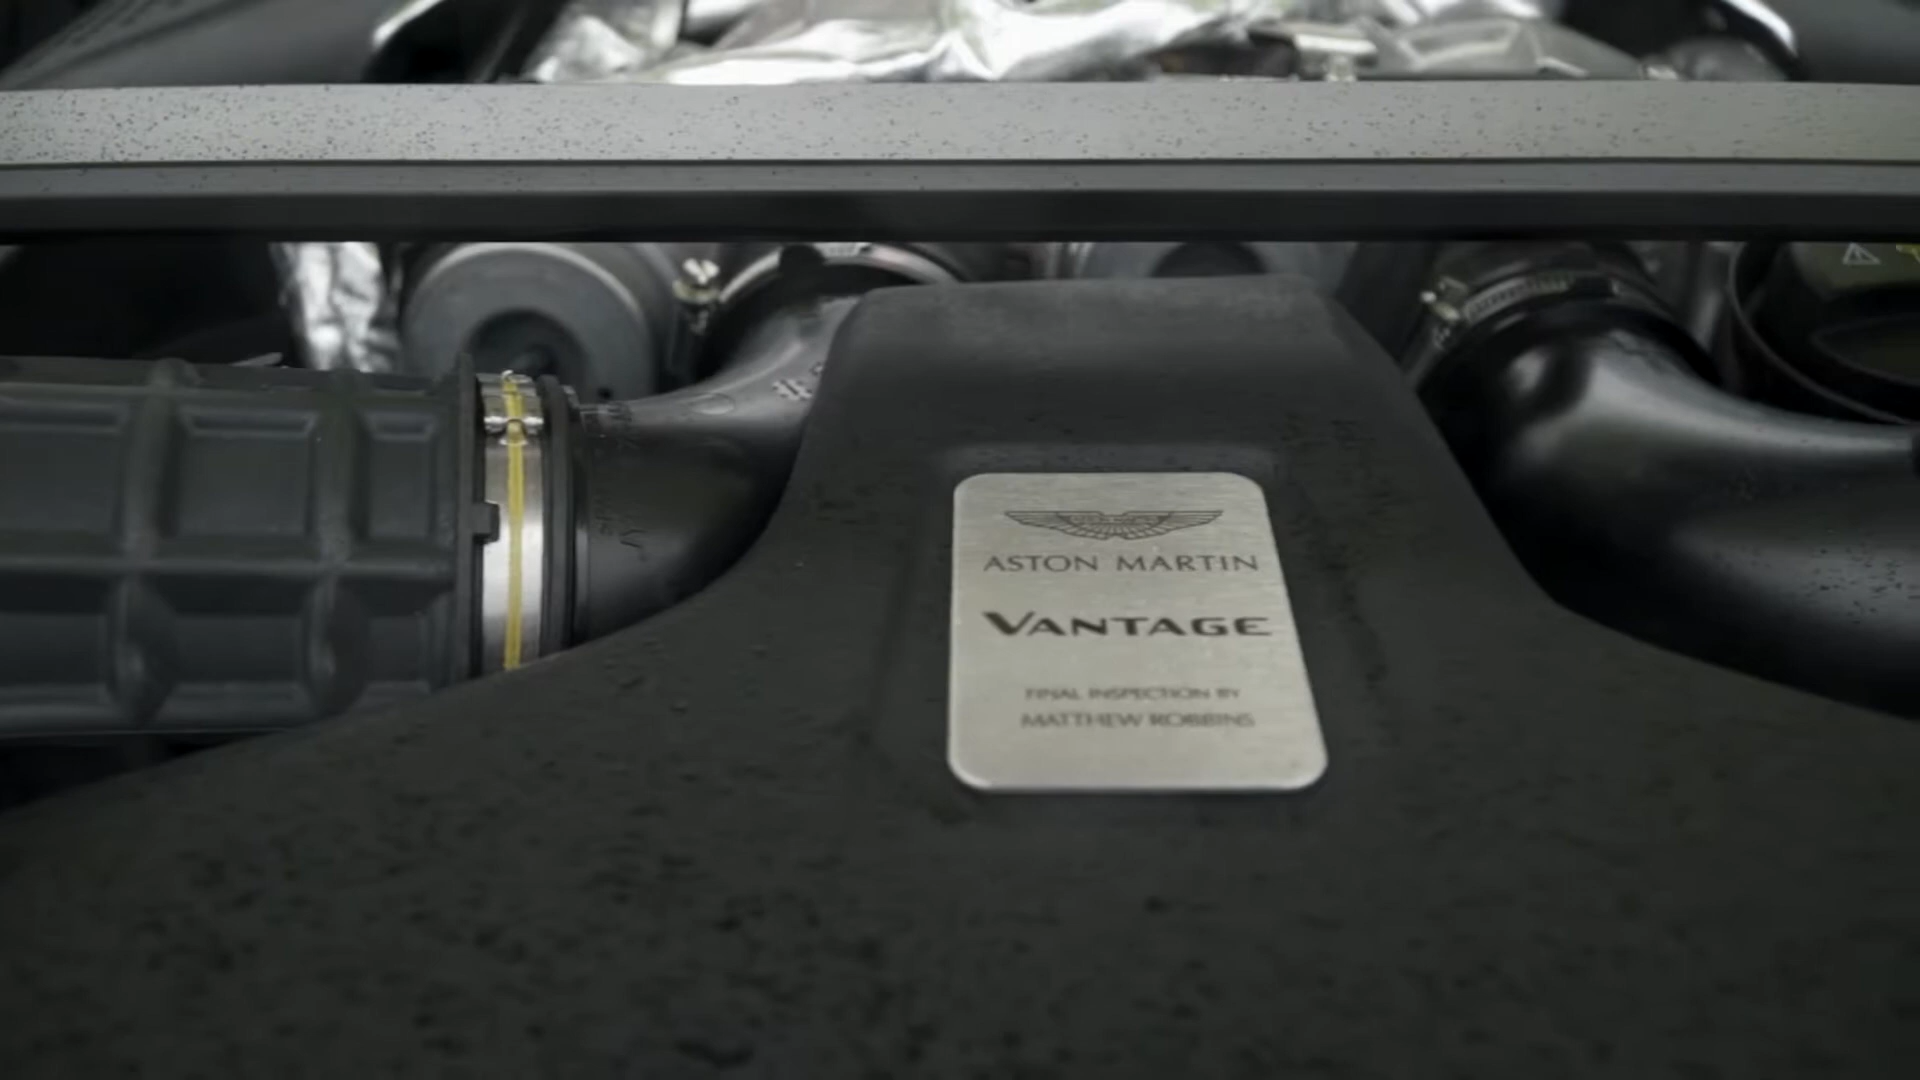 ASTON MARTIN
VANTAGE
FINAL INSPECTION BY
MATTHEW ROBBINS